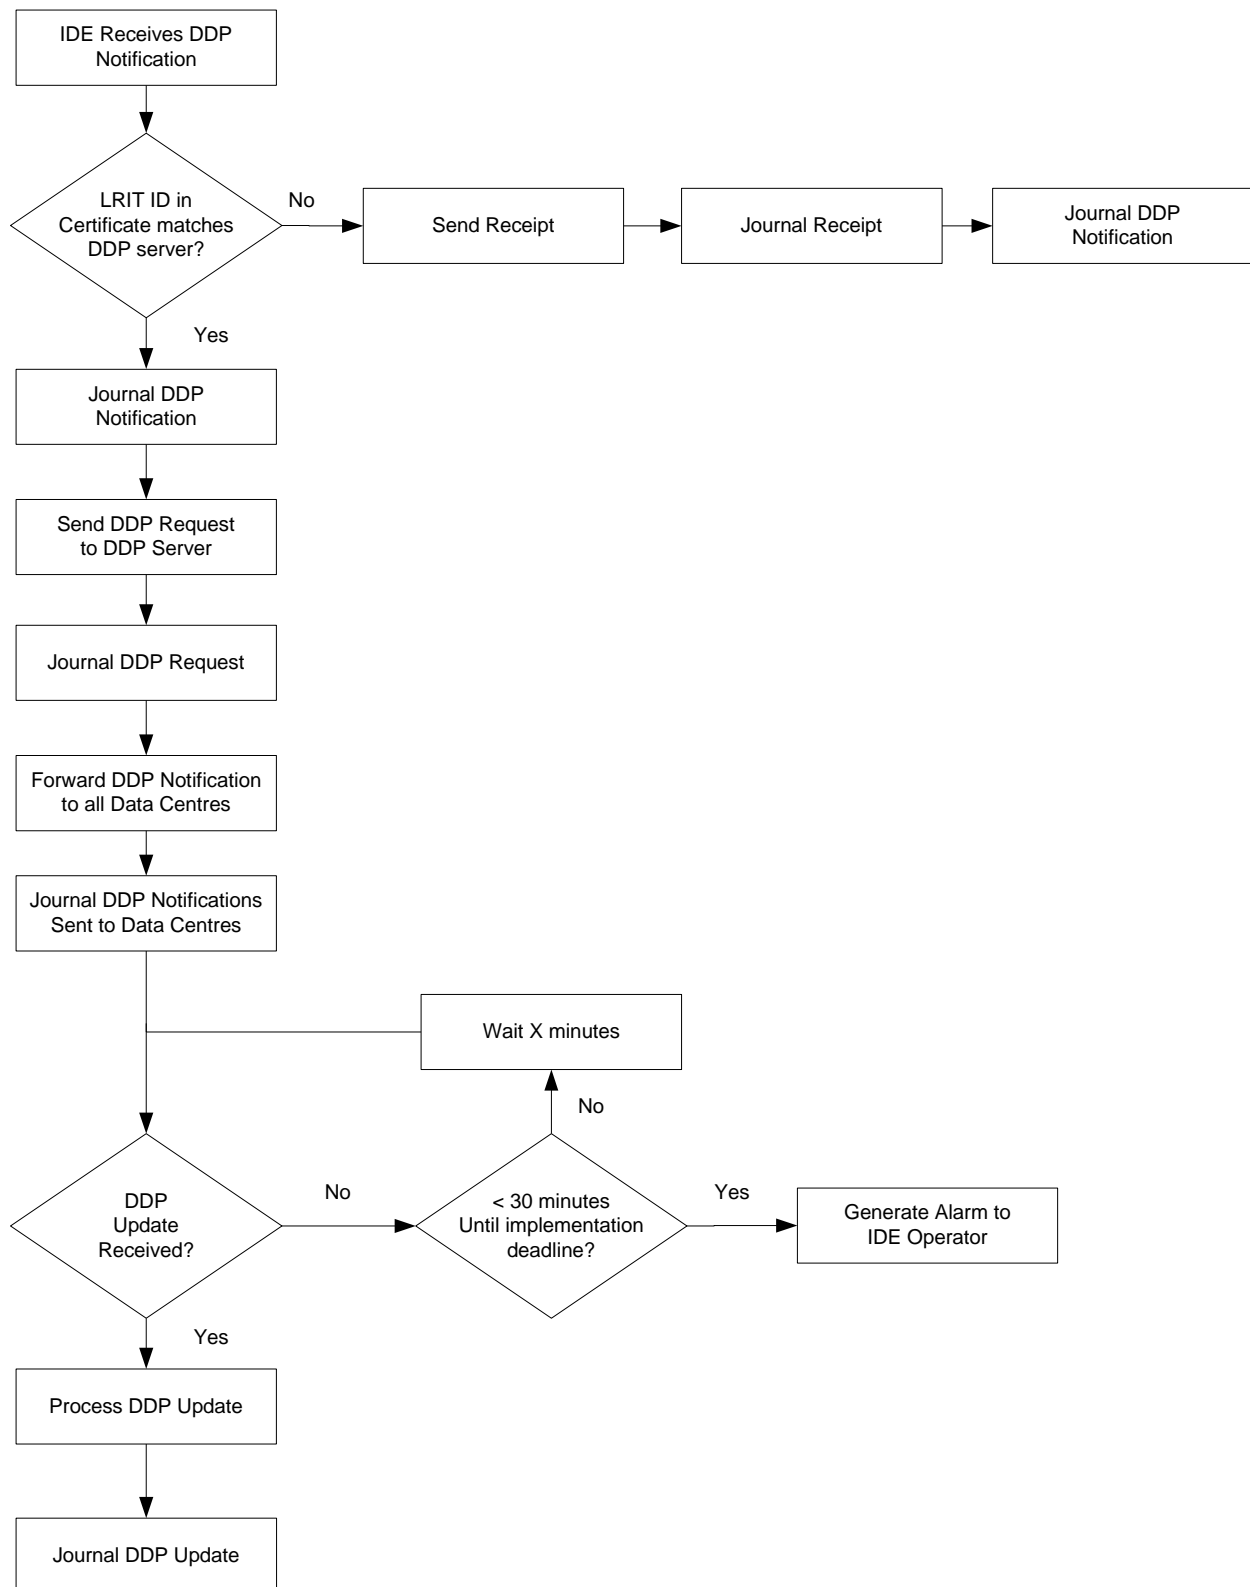 IDE Receives DDP
Notification
LRIT ID in
Certificate matches
DDP server?
No
Send Receipt
Journal Receipt
Journal DDP
Notification
Yes
Journal DDP
Notification
Send DDP Request
to DDP Server
Journal DDP Request
Forward DDP Notification
to all Data Centres
Journal DDP Notifications
Sent to Data Centres
Wait X minutes
No
DDP
Update
Received?
No
< 30 minutes
Until implementation
deadline?
Yes
Generate Alarm to
IDE Operator
Yes
Process DDP Update
Journal DDP Update